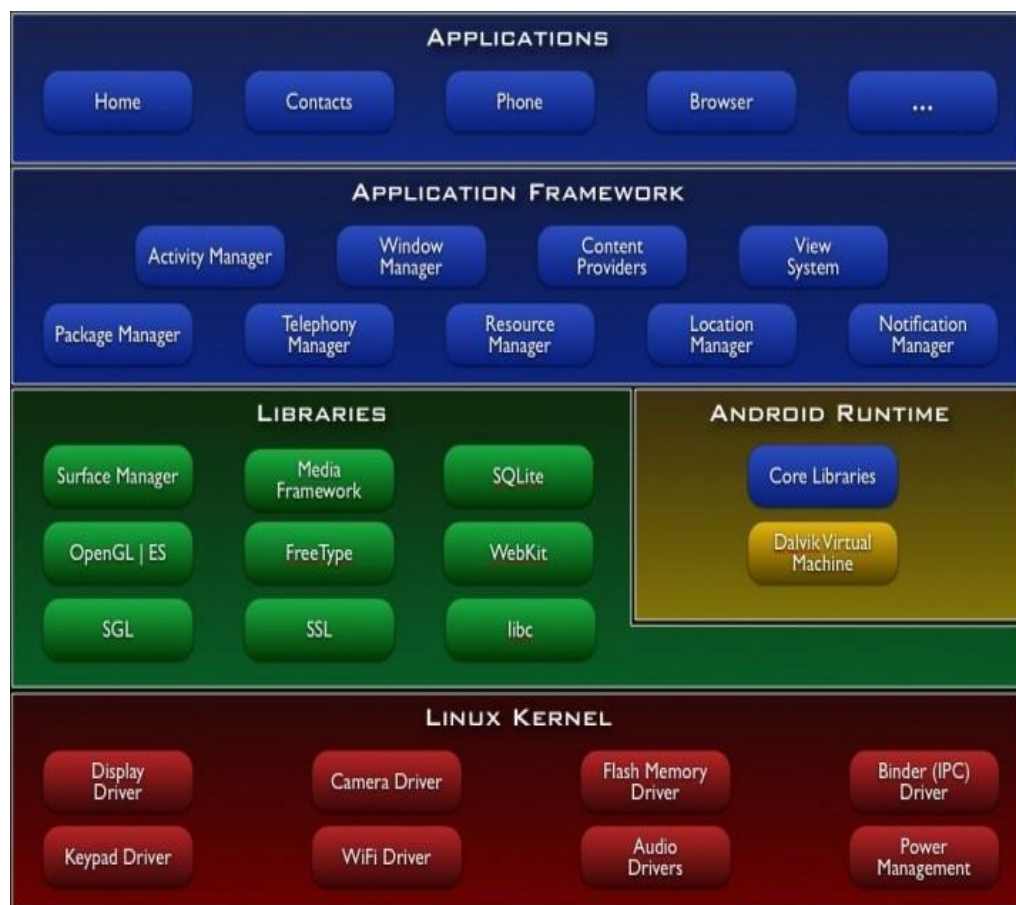 APPLICATIONS
Home
Contacts
Phone
Browser
...
APPLICATION FRAMEWORK
Activity Manager
Window
Manager
Content
Providers
View
System
Package Manager
Telephony
Manager
Resource
Manager
Location
Manager
Notification
Manager
LIBRARIES
Surface Manager
Media
Framework
SQLite
OpenGL | ES
FreeType
WebKit
SGL
SSL
libc
ANDROID RUNTIME
Core Libraries
Dalvik Virtual
Machine
LINUX KERNEL
Display
Driver
Camera Driver
Flash Memory
Driver
Binder (IPC)
Driver
Keypad Driver
WiFi Driver
Audio
Drivers
Power
Management